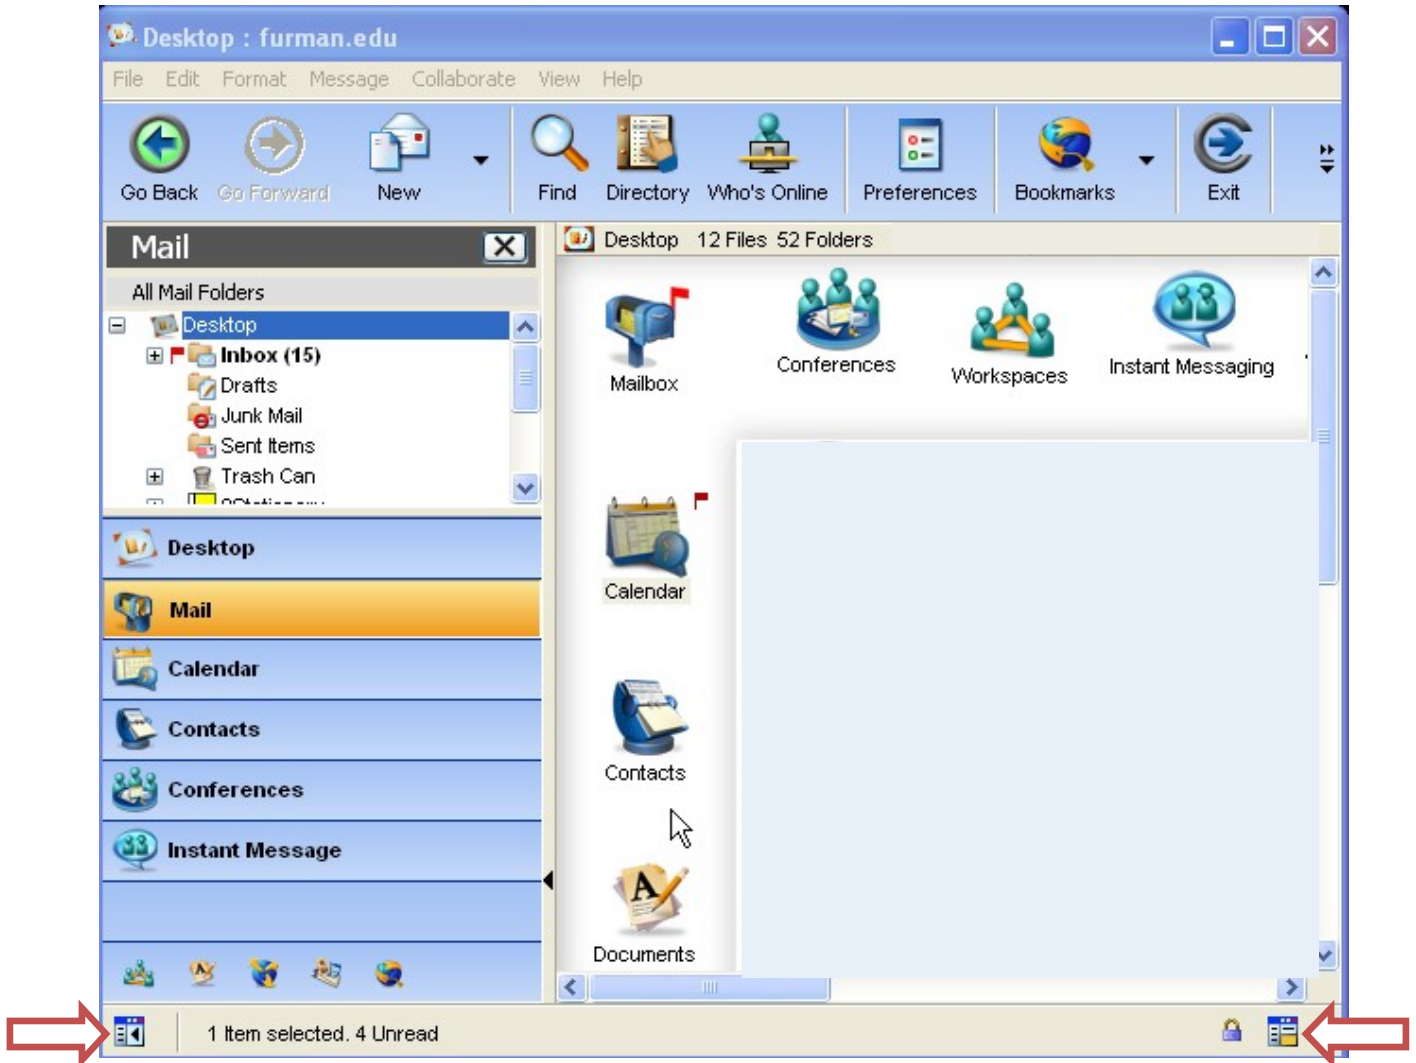 Desktop : furman.edu
File Edit Format Message Collaborate View Help
Go Back Go Forward New Find Directory Who's Online Preferences Bookmarks Exit
Mail
Desktop 12 Files 52 Folders
All Mail Folders
Desktop
Inbox (15)
Drafts
Junk Mail
Sent Items
Trash Can
Mailbox
Conferences
Workspaces
Instant Messaging
Desktop
Mail
Calendar
Contacts
Conferences
Instant Message
Calendar
Contacts
Documents
1 Item selected. 4 Unread